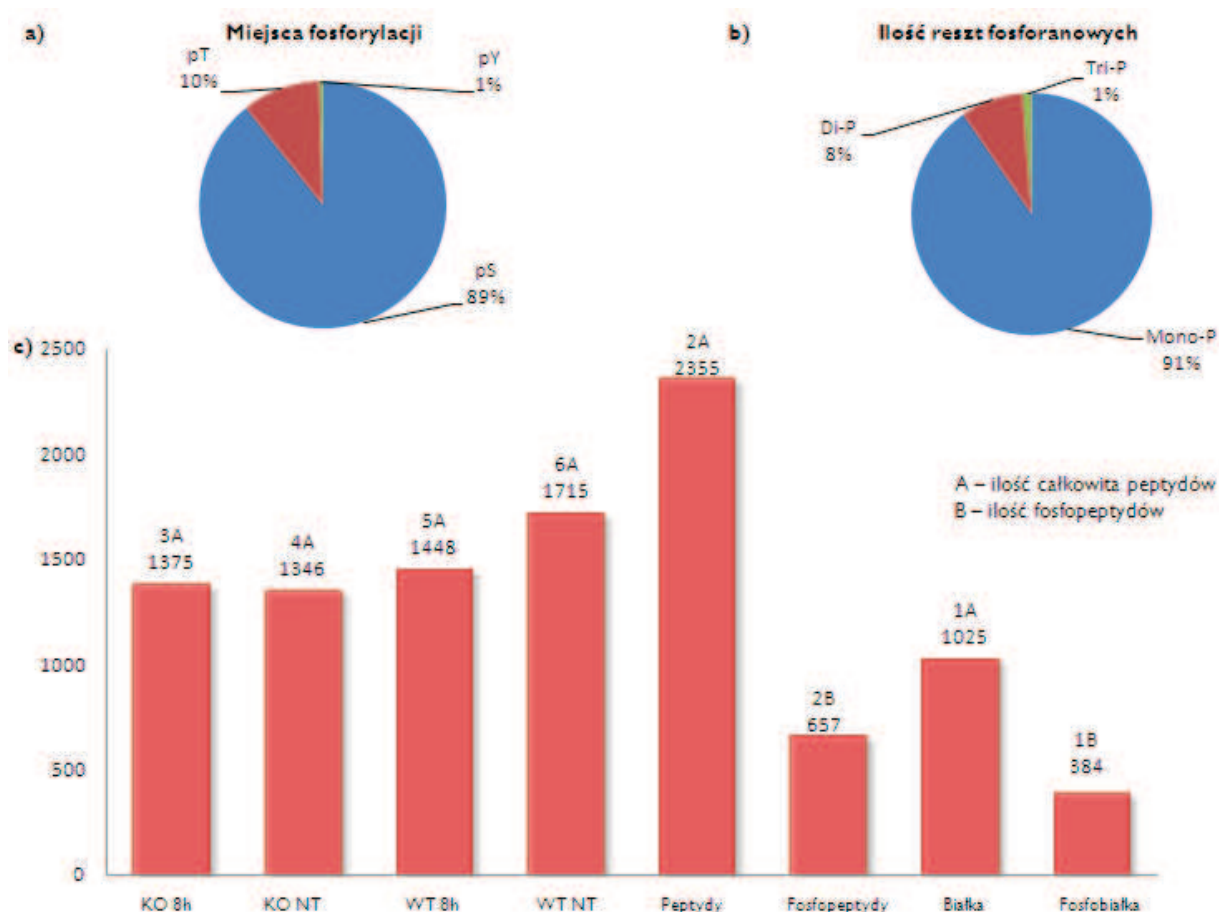 a)
Miejsca fosforylacji
pT
10%
pY
1%
pS
89%
b)
Ilość reszt fosforanowych
Tri-P
1%
Di-P
8%
Mono-P
91%
c)
2500
2000
1500
1000
500
0
3A
1375
4A
1346
5A
1448
6A
1715
2A
2355
2B
657
1A
1025
1B
384
A – ilość całkowita peptydów
B – ilość fosfopeptydów
KO 8h
KO NT
WT 8h
WT NT
Peptydy
Fosfopeptydy
Białka
Fosfobiałka